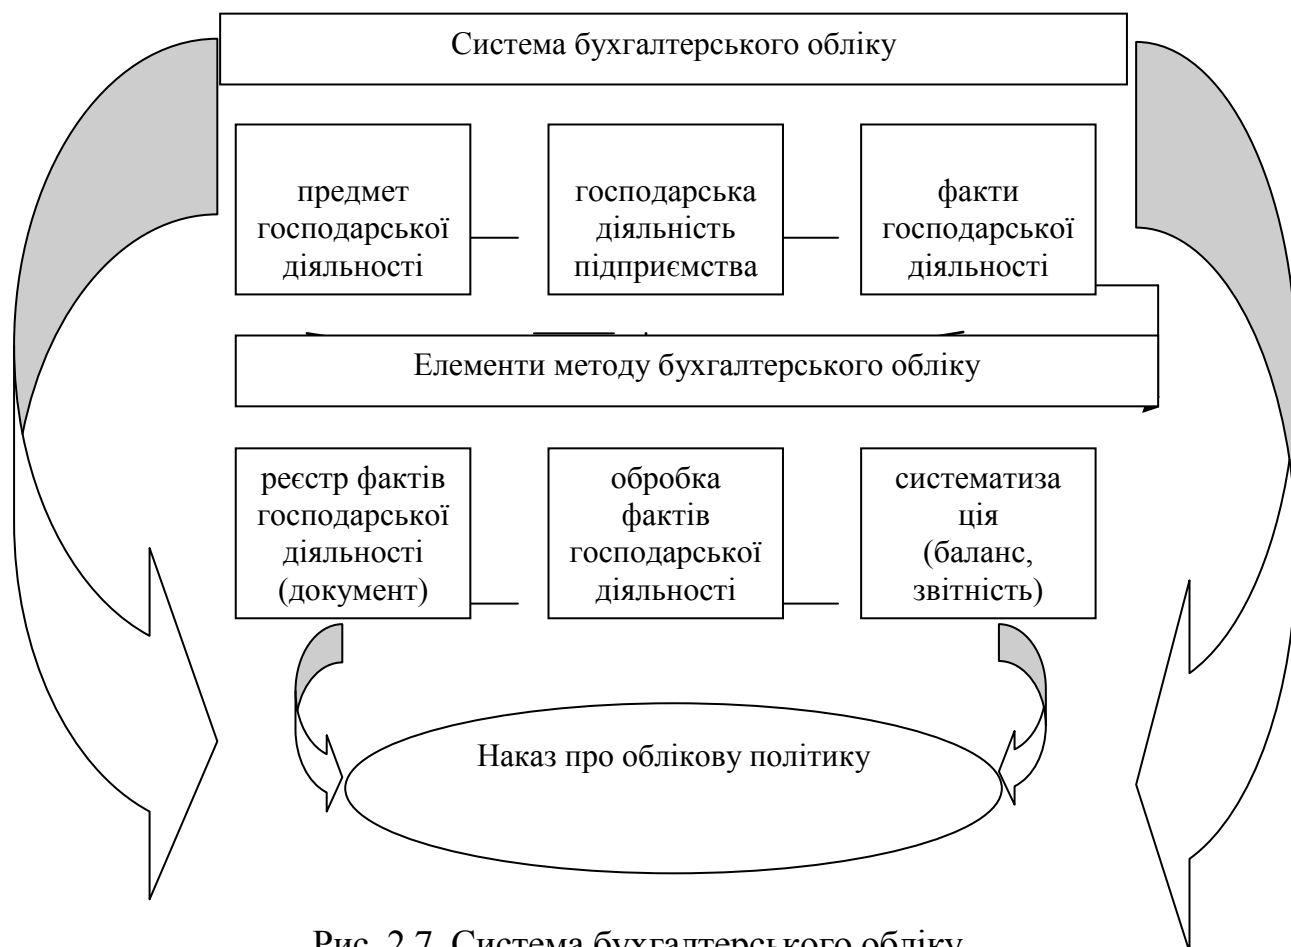 Система бухгалтерського обліку
предмет
господарської
діяльності
господарська
діяльність
підприємства
факти
господарської
діяльності
Елементи методу бухгалтерського обліку
реєстр фактів
господарської
діяльності
(документ)
обробка
фактів
господарської
діяльності
систематиза
ція
(баланс,
звітність)
Наказ про облікову політику
Рис. 2.7. Система бухгалтерського обліку